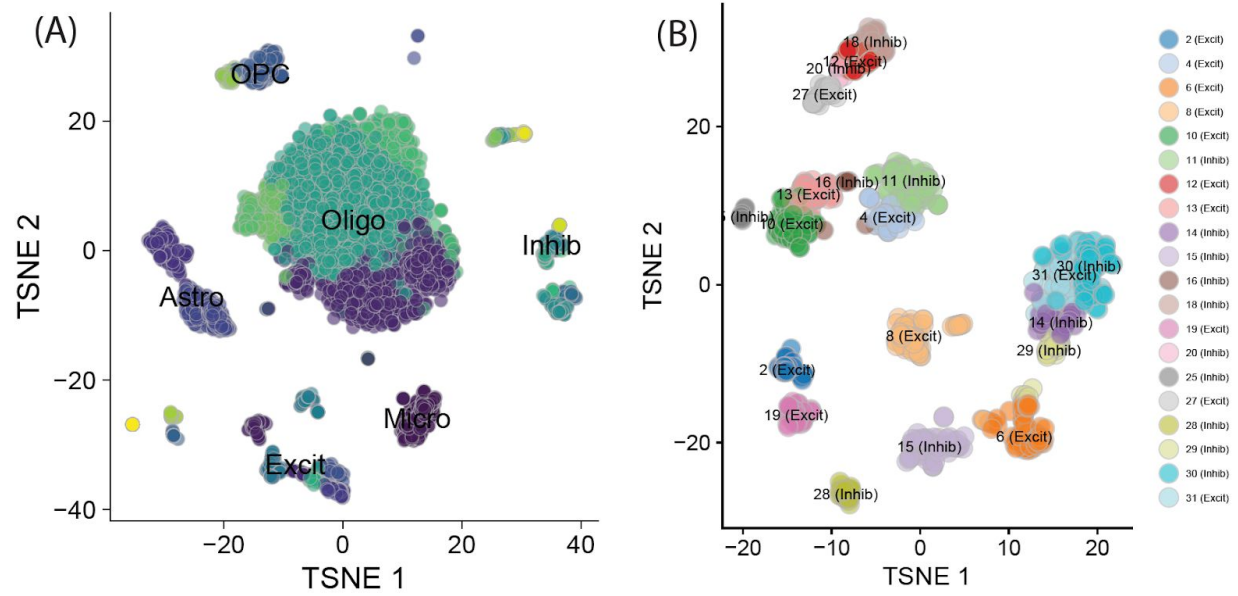 (A)
OPC
Oligo
Inhib
Astro
Micro
Excit
20
0
−20
−40
−20
0
20
40
TSNE 2
TSNE 1
(B)
18 (Inhib)
12 (Excit)
20 (Inhib)
27 (Excit)
16 (Inhib)
11 (Inhib)
13 (Excit)
(Inhib)
10 (Excit)
4 (Excit)
30 (Inhib)
31 (Excit)
14 (Inhib)
29 (Inhib)
8 (Excit)
2 (Excit)
19 (Excit)
6 (Excit)
15 (Inhib)
28 (Inhib)
20
0
−20
−20
−10
0
10
20
TSNE 2
TSNE 1
2 (Excit)
4 (Excit)
6 (Excit)
8 (Excit)
10 (Excit)
11 (Inhib)
12 (Excit)
13 (Excit)
14 (Inhib)
15 (Inhib)
16 (Inhib)
18 (Inhib)
19 (Excit)
20 (Inhib)
25 (Inhib)
27 (Excit)
28 (Inhib)
29 (Inhib)
30 (Inhib)
31 (Excit)